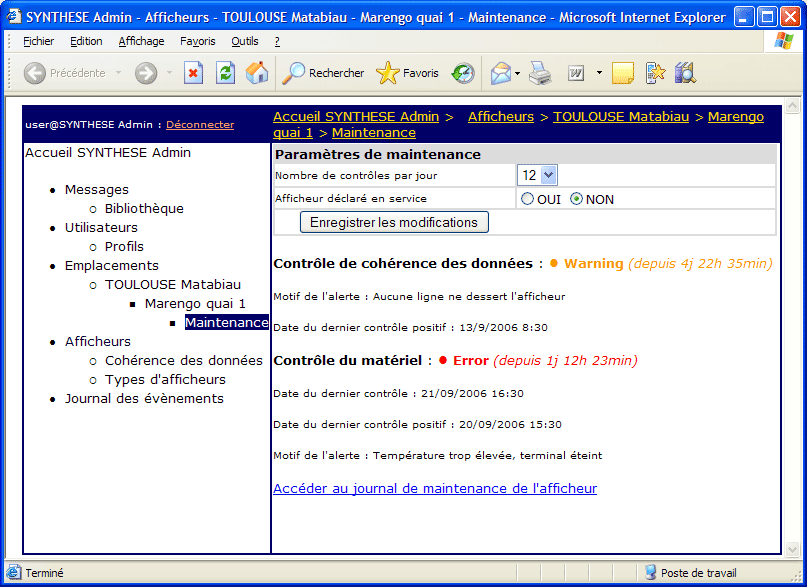 SYNTHESE Admin - Afficheurs - TOULOUSE Matabiau - Marengo quai 1 - Maintenance - Microsoft Internet Explorer
Fichier Edition Affichage Favoris Outils ?
Précédente Rechercher Favoris
user@SYNTHESE Admin : Déconnecter
Accueil SYNTHESE Admin > Afficheurs > TOULOUSE Matabiau > Marengo
quai 1 > Maintenance
Accueil SYNTHESE Admin
Messages
Bibliothèque
Utilisateurs
Profils
Emplacements
TOULOUSE Matabiau
Marengo quai 1
Maintenance
Afficheurs
Cohérence des données
Types d'afficheurs
Journal des évènements
Paramètres de maintenance
Nombre de contrôles par jour 12
Afficheur déclaré en service OUI NON
Enregistrer les modifications
Contrôle de cohérence des données : Warning (depuis 4j 22h 35min)
Motif de l'alerte : Aucune ligne ne dessert l'afficheur
Date du dernier contrôle positif : 13/9/2006 8:30
Contrôle du matériel : Error (depuis 1j 12h 23min)
Date du dernier contrôle : 21/09/2006 16:30
Date du dernier contrôle positif : 20/09/2006 15:30
Motif de l'alerte : Température trop élevée, terminal éteint
Accéder au journal de maintenance de l'afficheur
Terminé Poste de travail